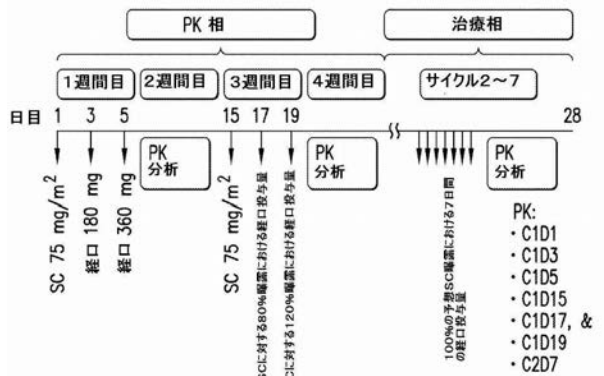 PK 相
治療相
1週間目
2週間目
3週間目
4週間目
サイクル2～7
日目 1 3 5 15 17 19 28
SC 75 mg/m²
経口 180 mg
経口 360 mg
PK
分析
SC 75 mg/m²
SCに対する80%曝露における経口投与量
SCに対する120%曝露における経口投与量
PK
分析
100%の予想SC曝露における7日間
の経口投与量
PK
分析
PK:
・C1D1
・C1D3
・C1D5
・C1D15
・C1D17, &
・C1D19
・C2D7